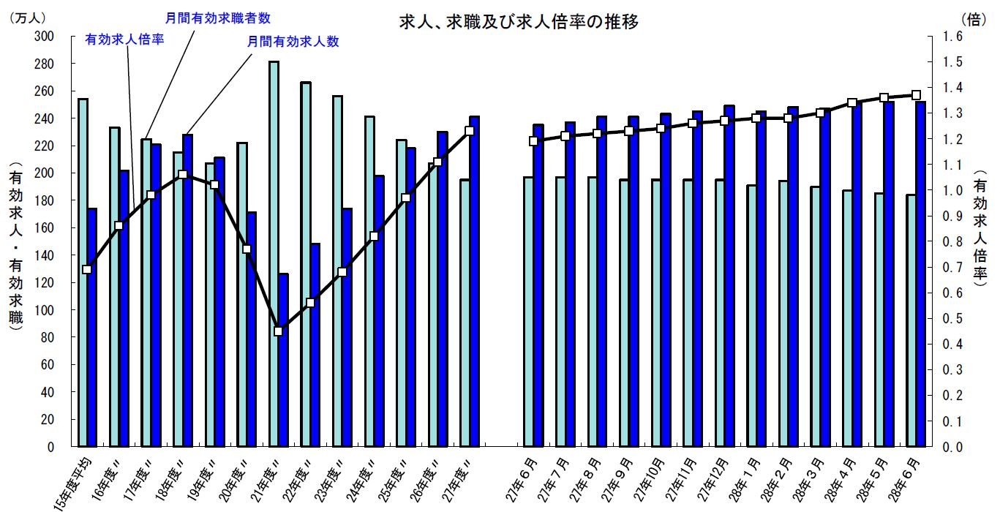 求人、求職及び求人倍率の推移
（万人）
（倍）
月間有効求職者数
有効求人倍率
月間有効求人数
300
280
260
240
220
200
180
160
140
120
100
80
60
40
20
0
（有効求人・有効求職）
1.6
1.5
1.4
1.3
1.2
1.1
1.0
0.9
0.8
0.7
0.6
0.5
0.4
0.3
0.2
0.1
0.0
（有効求人倍率）
15年度平均
16年度〃
17年度〃
18年度〃
19年度〃
20年度〃
21年度〃
22年度〃
23年度〃
24年度〃
25年度〃
26年度〃
27年度〃
27年６月
27年７月
27年８月
27年９月
27年10月
27年11月
27年12月
28年１月
28年２月
28年３月
28年４月
28年５月
28年６月